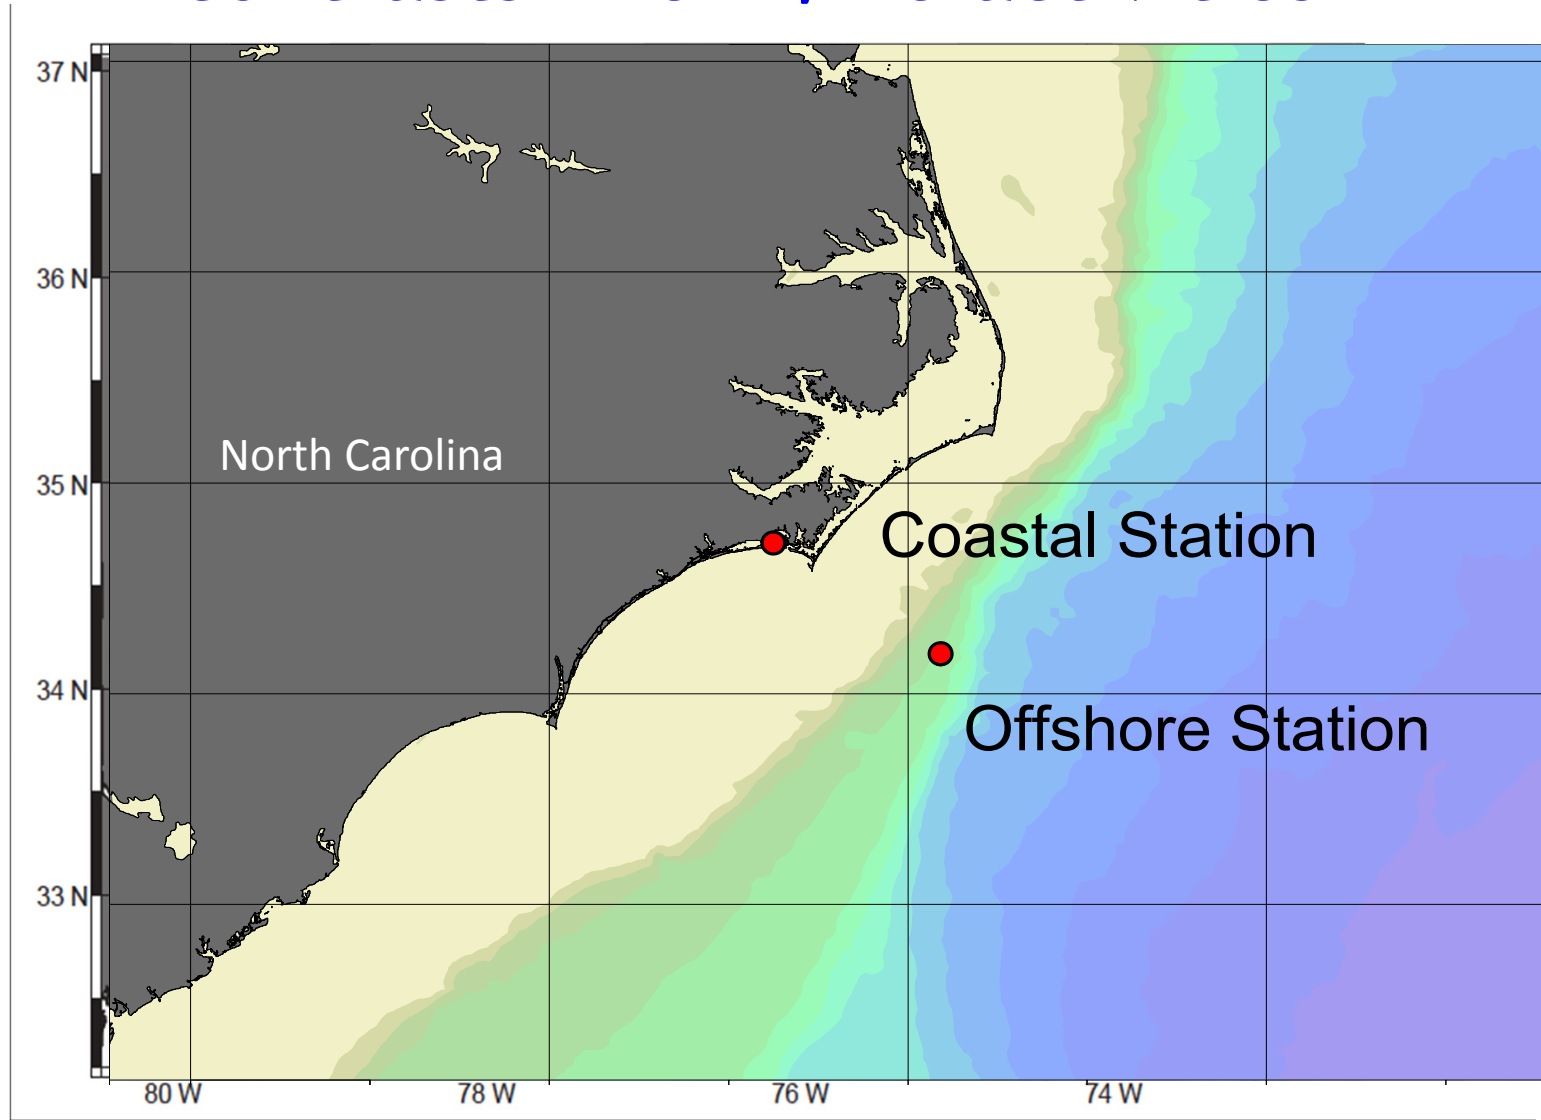 37 N
36 N
North Carolina
35 N
Coastal Station
34 N
Offshore Station
33 N
80 W
78 W
76 W
74 W